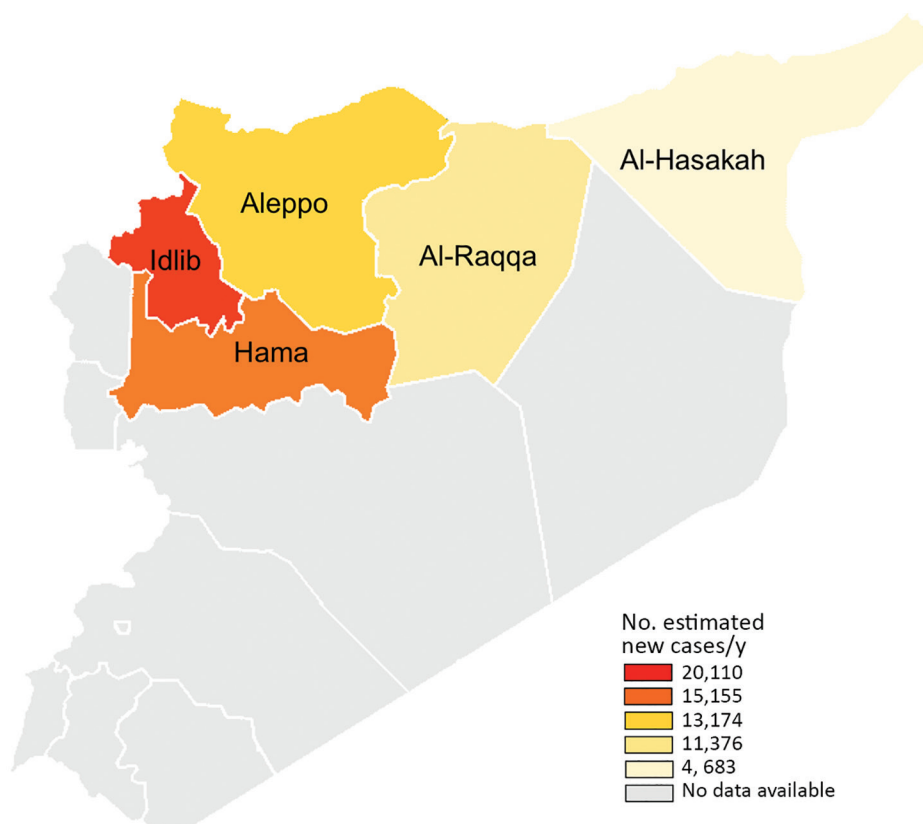 Al-Hasakah
Aleppo
Al-Raqqa
Idlib
Hama
No. estimated
new cases/y
20,110
15,155
13,174
11,376
4, 683
No data available